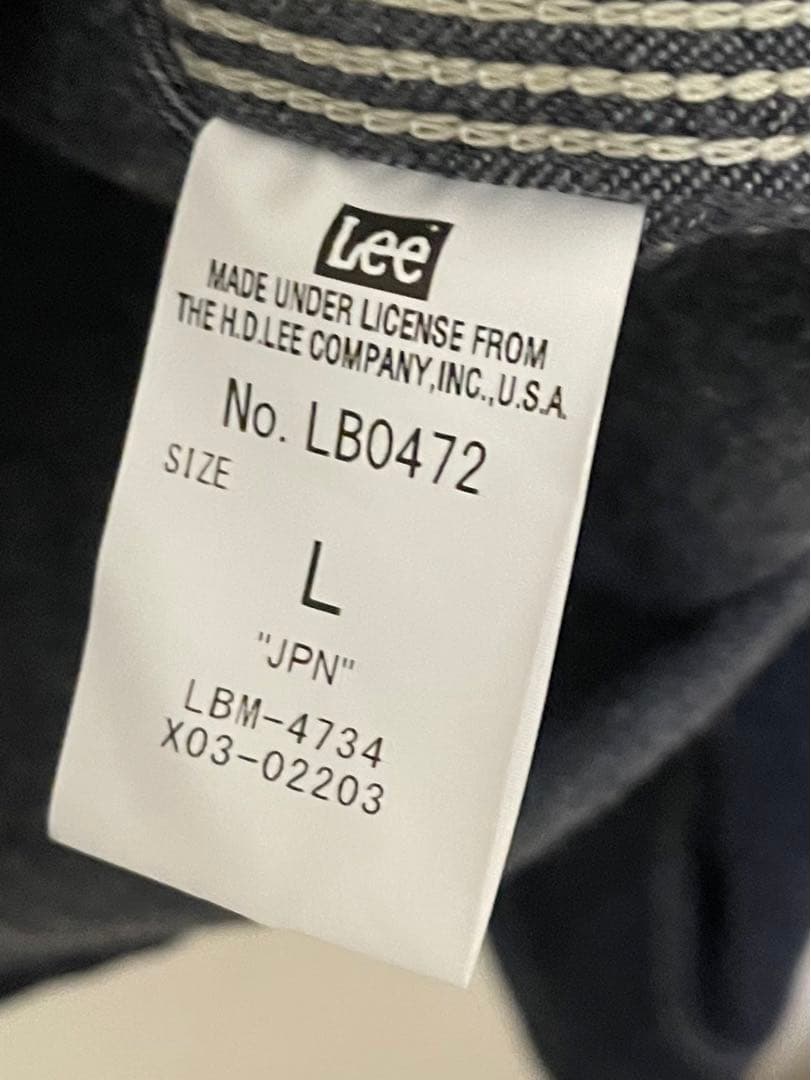 Lee
MADE UNDER LICENSE FROM
THE H.D.LEE COMPANY,INC.,U.S.A.
No. LB0472
SIZE
L
"JPN"
LBM-4734
X03-02203